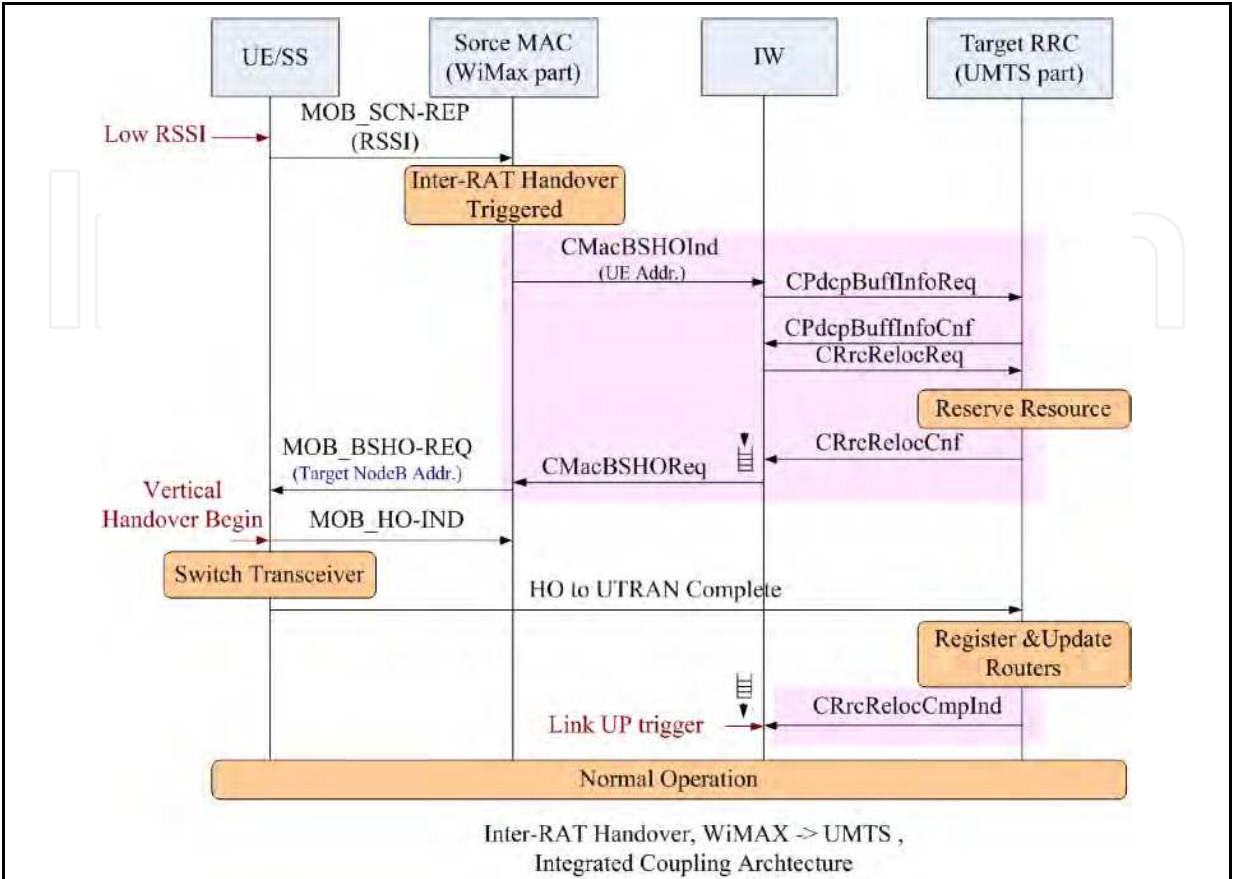 UE/SS
Sorce MAC
(WiMax part)
IW
Target RRC
(UMTS part)
MOB_SCN-REP
(RSSI)
Low RSSI
Inter-RAT Handover
Triggered
CMacBSHOInd
(UE Addr.)
CPdcpBuffInfoReq
CPdcpBuffInfoCnf
CRrcRelocReq
Reserve Resource
CRrcRelocCnf
MOB_BSHO-REQ
(Target NodeB Addr.)
CMacBSHOReq
Vertical
Handover Begin
MOB_HO-IND
Switch Transceiver
HO to UTRAN Complete
Register &Update
Routers
CRrcRelocCmpInd
Link UP trigger
Normal Operation
Inter-RAT Handover, WiMAX -> UMTS ,
Integrated Coupling Archtecture